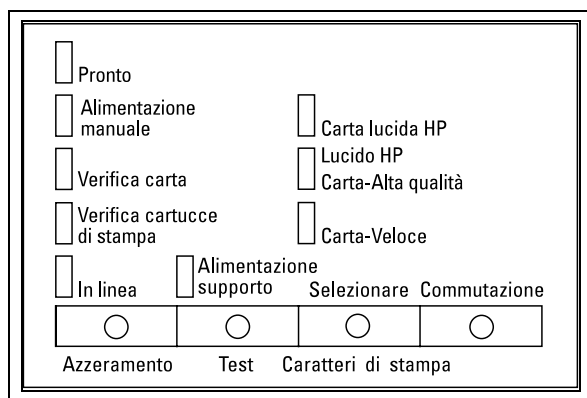 Pronto
Alimentazione
manuale
Carta lucida HP
Lucido HP
Verifica carta
Carta-Alta qualità
Verifica cartucce
di stampa
Carta-Veloce
In linea
Alimentazione
supporto
Selezionare
Commutazione
Azzeramento
Test
Caratteri di stampa